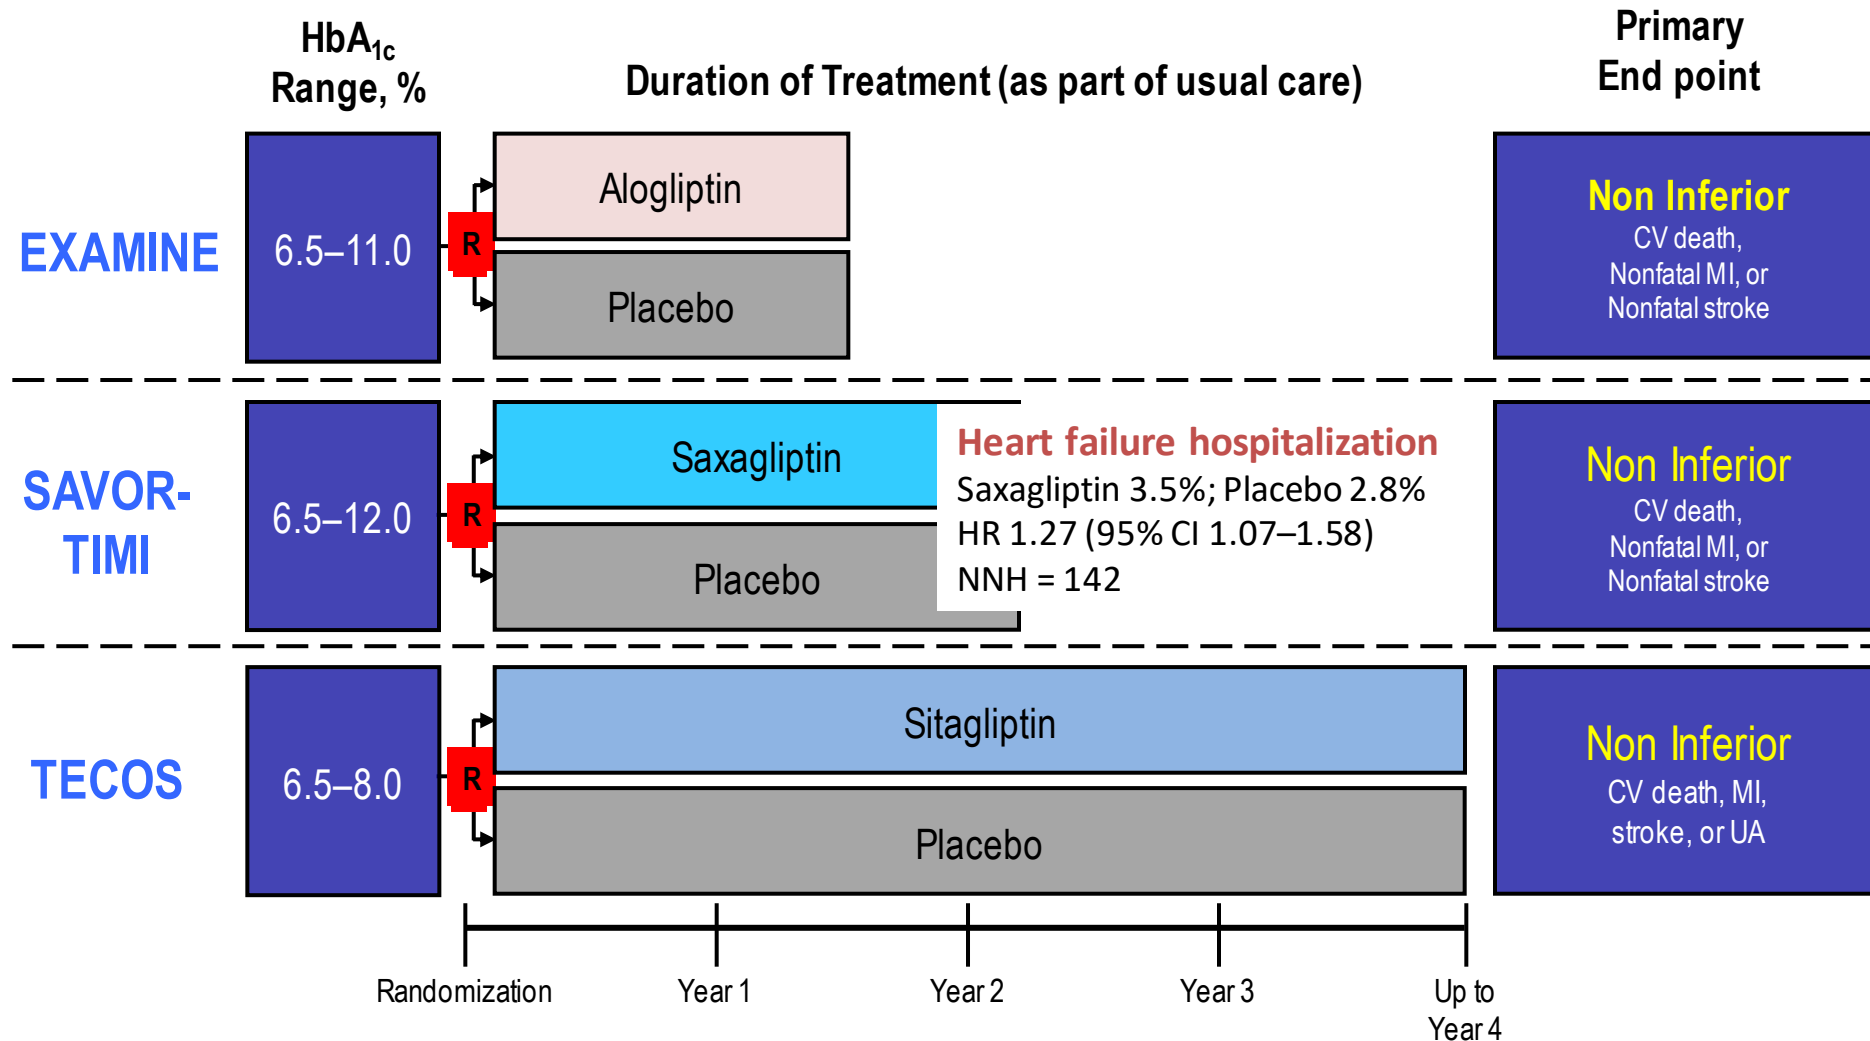 HbA1c
Range, %
Duration of Treatment (as part of usual care)
Primary
End point
EXAMINE
6.5–11.0
R
Alogliptin
Placebo
Non Inferior
CV death,
Nonfatal MI, or
Nonfatal stroke
SAVOR-
TIMI
6.5–12.0
R
Saxagliptin
Placebo
Heart failure hospitalization
Saxagliptin 3.5%; Placebo 2.8%
HR 1.27 (95% CI 1.07–1.58)
NNH = 142
Non Inferior
CV death,
Nonfatal MI, or
Nonfatal stroke
TECOS
6.5–8.0
R
Sitagliptin
Placebo
Non Inferior
CV death, MI,
stroke, or UA
Randomization
Year 1
Year 2
Year 3
Up to
Year 4